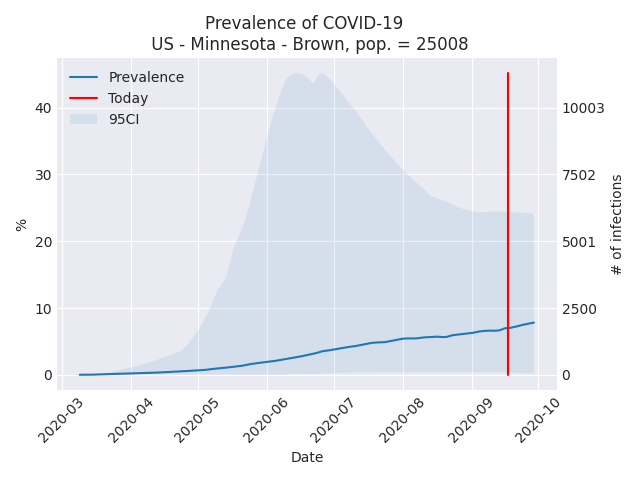 Prevalence of COVID-19
US - Minnesota - Brown, pop. = 25008
Prevalence
Today
95CI
%
40
30
20
10
0
10003
7502
5001
2500
0
# of infections
2020-03
2020-04
2020-05
2020-06
2020-07
2020-08
2020-09
2020-10
Date